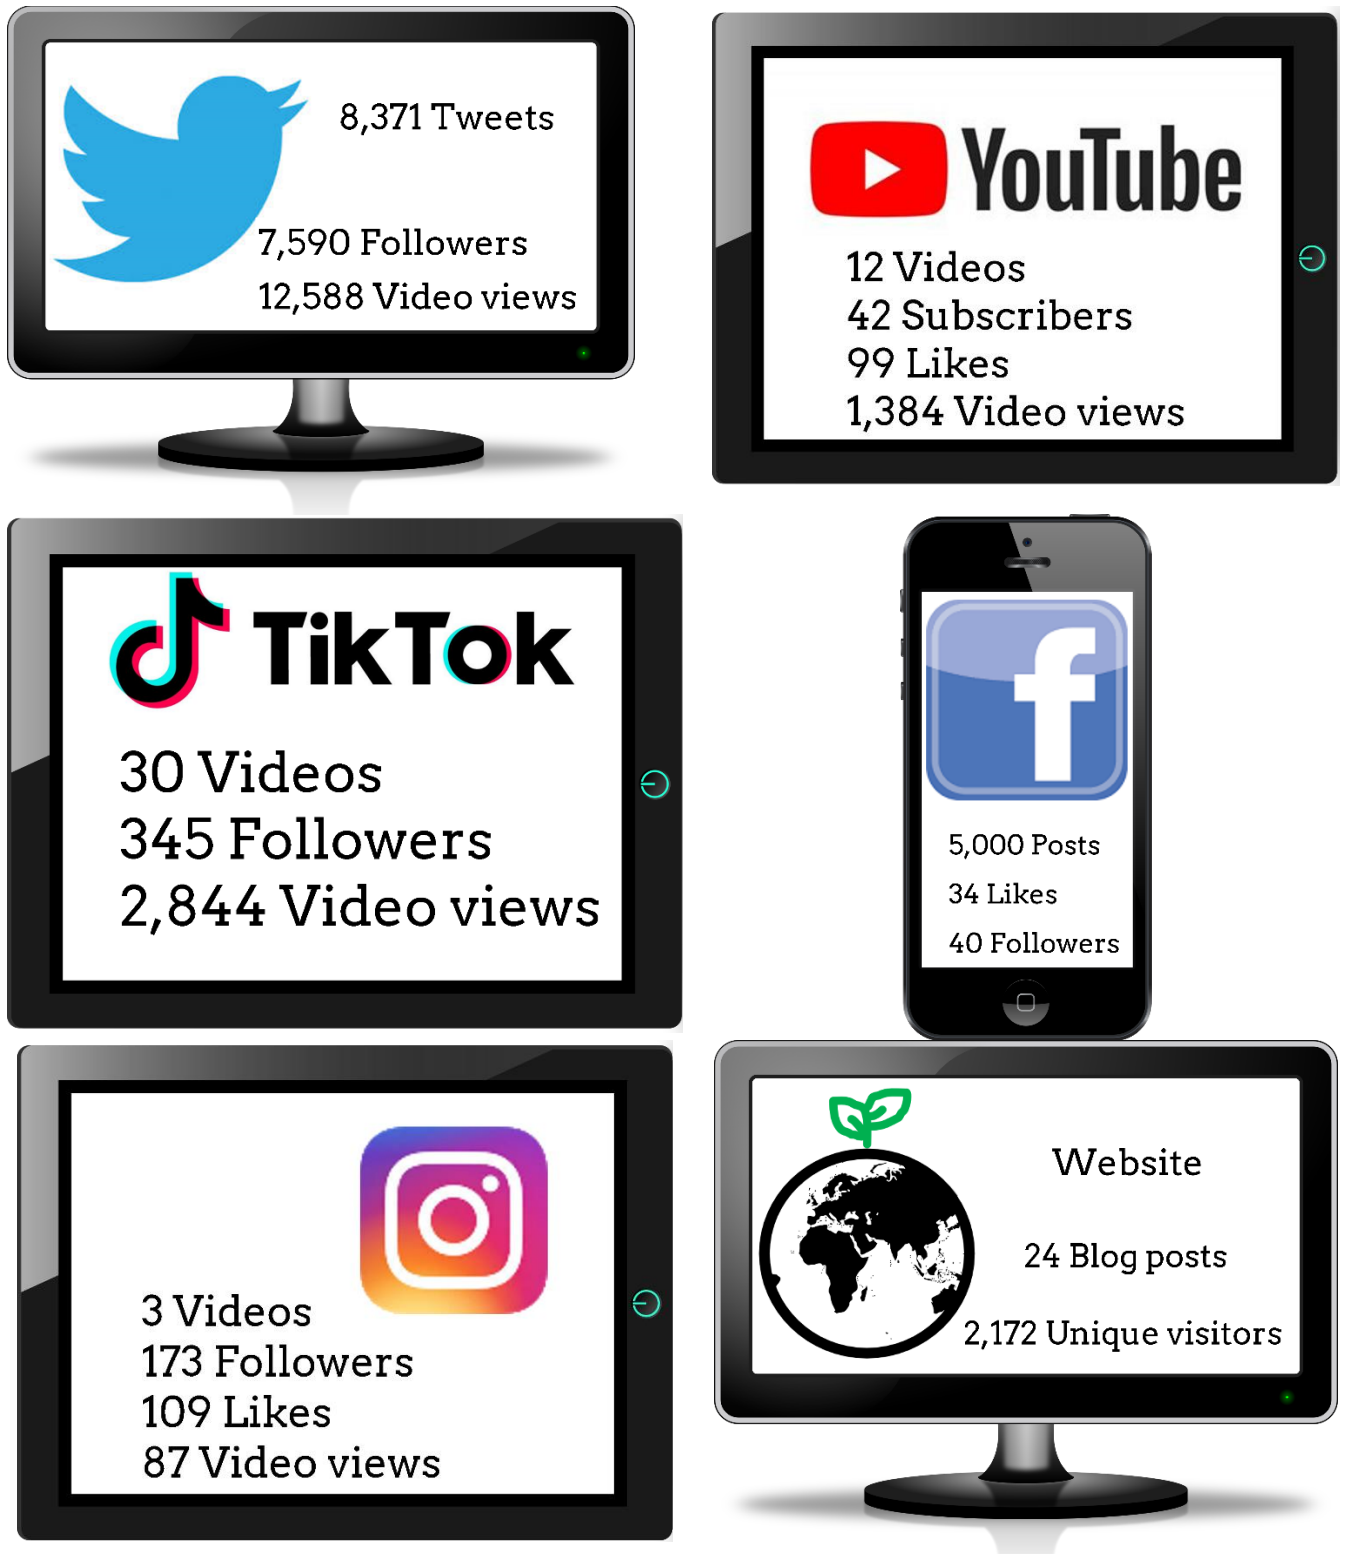 8,371 Tweets
7,590 Followers
12,588 Video views
YouTube
12 Videos
42 Subscribers
99 Likes
1,384 Video views
TikTok
30 Videos
345 Followers
2,844 Video views
f
5,000 Posts
34 Likes
40 Followers
3 Videos
173 Followers
109 Likes
87 Video views
Website
24 Blog posts
2,172 Unique visitors